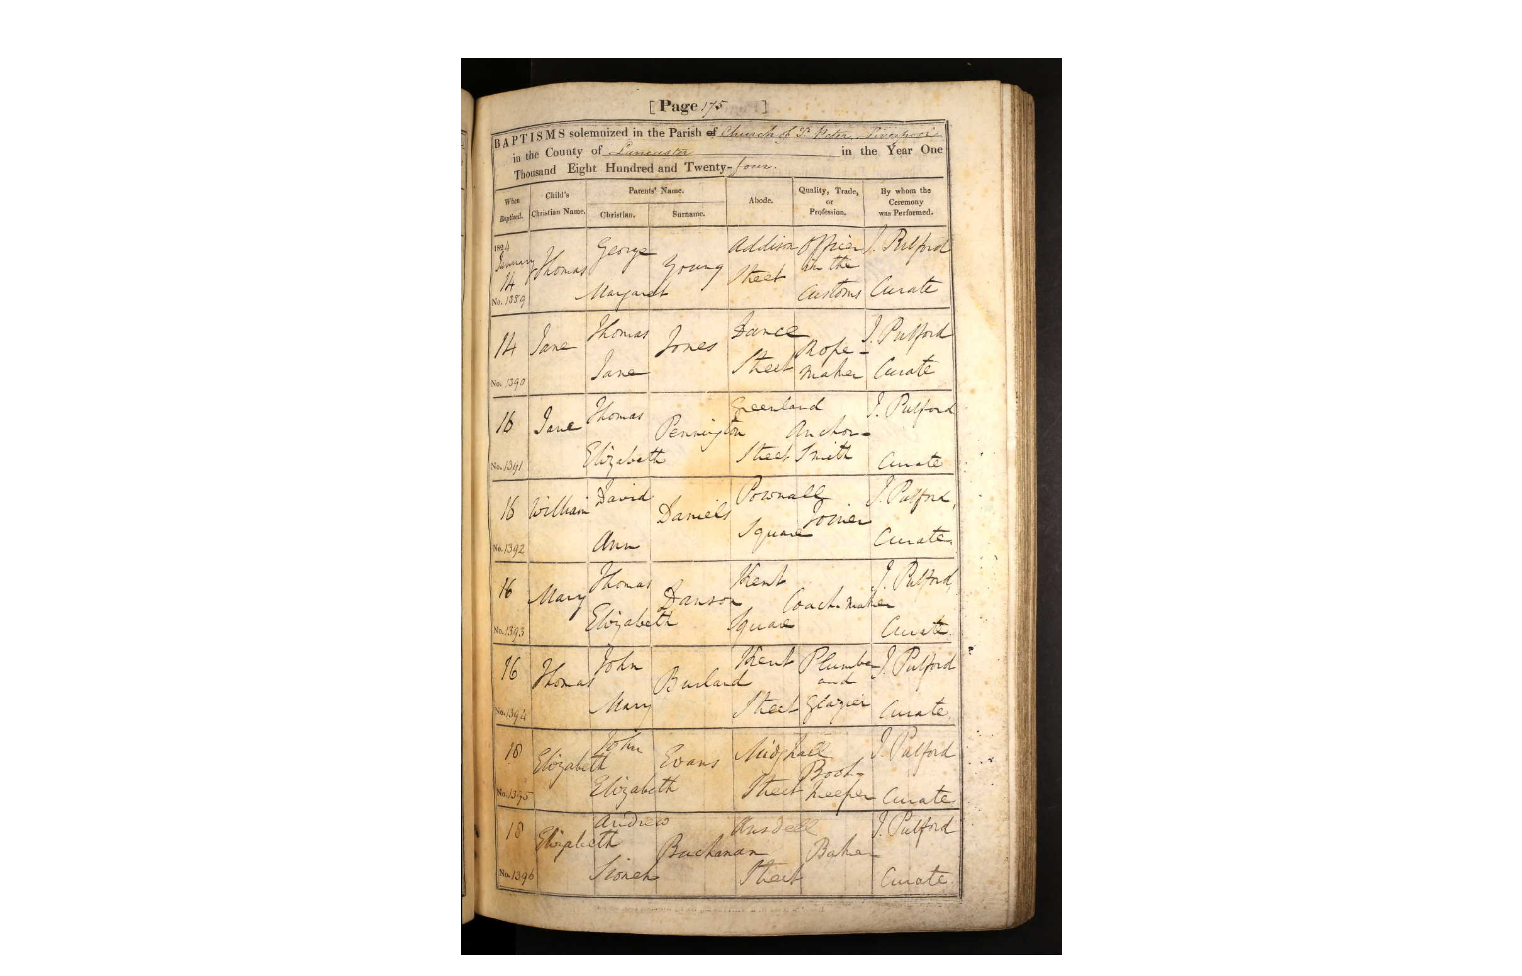 [ Page 175 ]
BAPTISMS solemnized in the Parish of Church of St. Peter Liverpool
in the County of Lancaster in the Year One
Thousand Eight Hundred and Twenty-four.
When Baptized. Child's Christian Name. Parents' Name. Christian. Surname. Abode. Quality, Trade, or Profession. By whom the Ceremony was Performed.
1824 January 14 No. 1389 Thomas George Margaret Young Addison Street Officer in the Customs J. Pulford Curate
14 No. 1390 Jane Thomas Jane Jones Vance Street Rope-maker J. Pulford Curate
16 No. 1391 Jane Thomas Elizabeth Pennington Greenland Street Anchor-Smith J. Pulford Curate
16 No. 1392 William David Ann Daniels Pownall Square Joiner J. Pulford, Curate.
16 No. 1393 Mary Thomas Elizabeth Danson Kent Square Coach-maker J. Pulford, Curate.
16 No. 1394 Thomas John Mary Burland Kent Street Plumber and Glazier J. Pulford Curate.
18 No. 1395 Elizabeth John Elizabeth Evans Midghall Street Book-keeper J. Pulford Curate
18 No. 1396 Elizabeth Andrew Buchanan Ansdell Street Baker J. Pulford Curate.